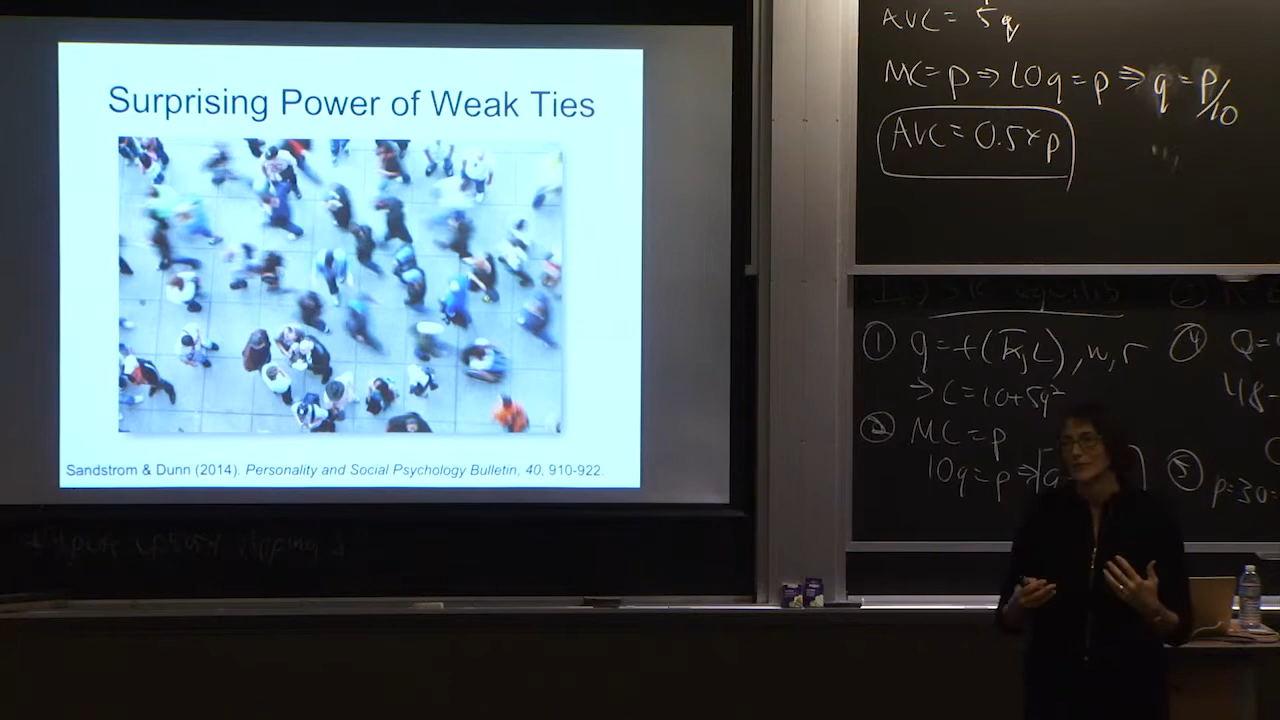 Surprising Power of Weak Ties
Sandstrom & Dunn (2014). Personality and Social Psychology Bulletin, 40, 910-922.
AVC = 5q
MC = p ⇒ 10q = p ⇒ q = P/10
AVC = 0.5 * p
① q = f(K̅, L), w, r
⇒ C = 10 + 5q²
② MC = p
10q = p ⇒
④ Q =
48-
⑤ p = 30 =